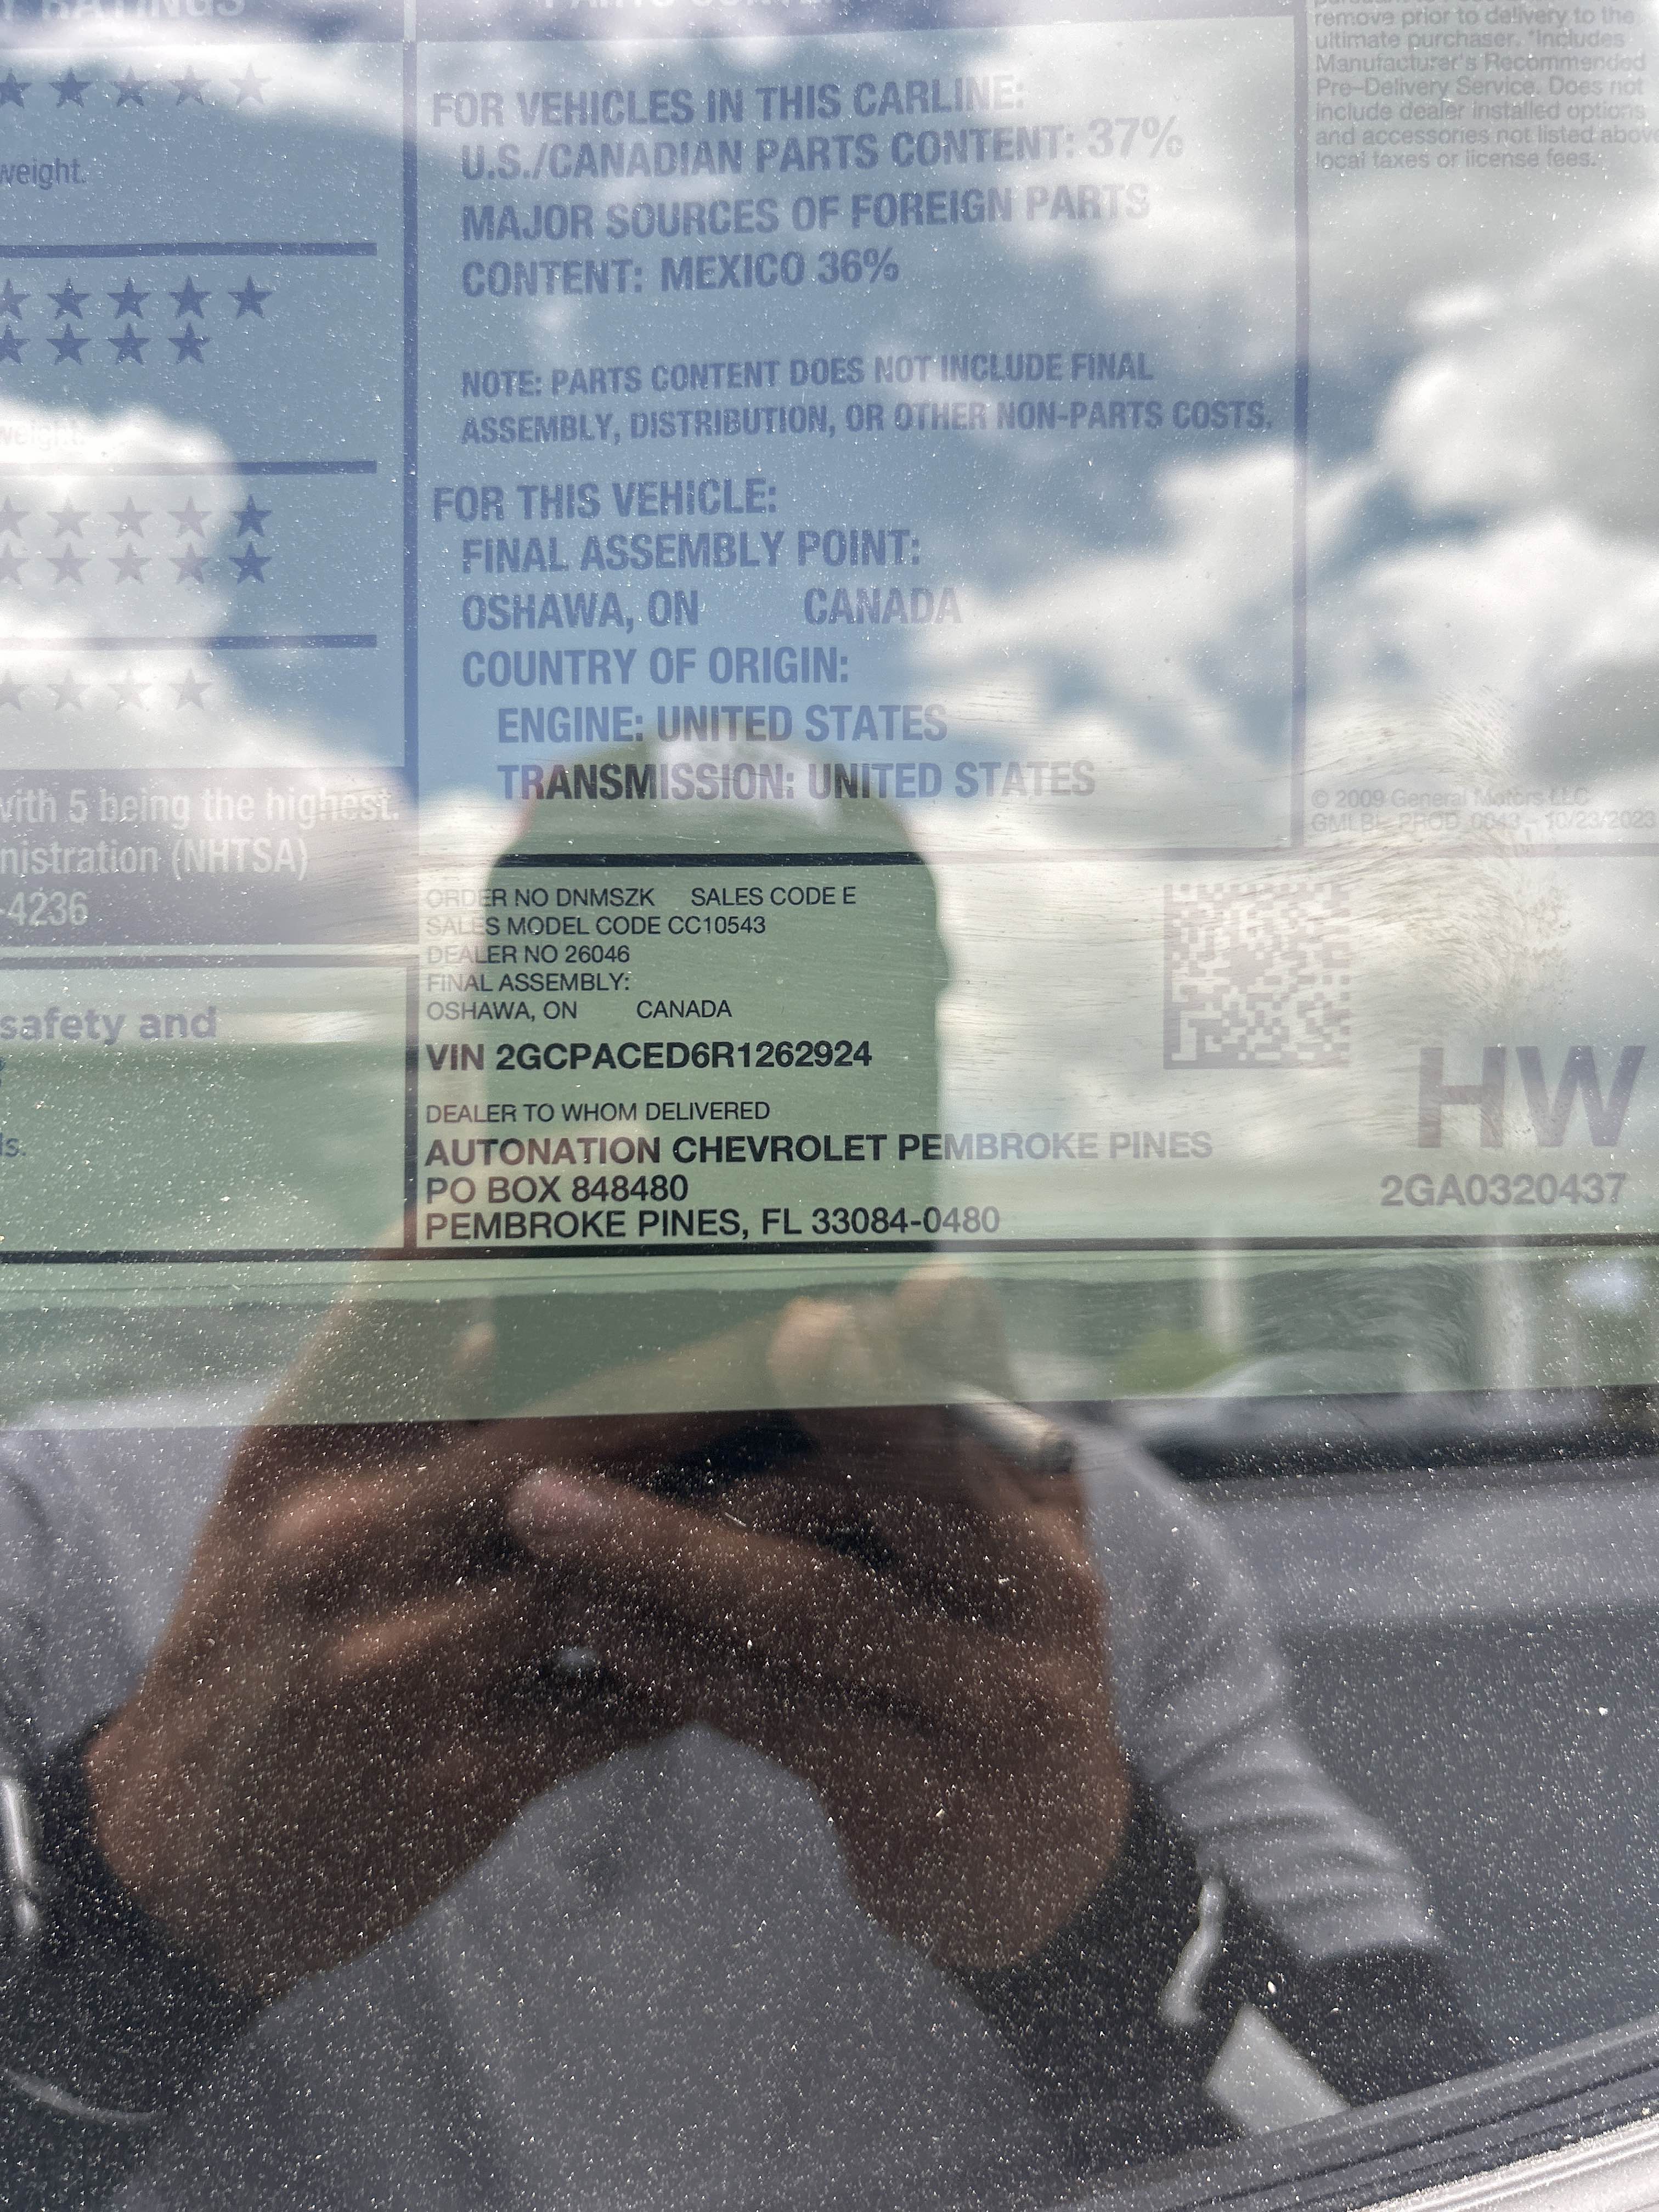 RATINGS
weight.
weight.
with 5 being the highest.
nistration (NHTSA)
-4236
safety and
ls.
FOR VEHICLES IN THIS CARLINE:
U.S./CANADIAN PARTS CONTENT: 37%
MAJOR SOURCES OF FOREIGN PARTS
CONTENT: MEXICO 36%
NOTE: PARTS CONTENT DOES NOT INCLUDE FINAL
ASSEMBLY, DISTRIBUTION, OR OTHER NON-PARTS COSTS.
FOR THIS VEHICLE:
FINAL ASSEMBLY POINT:
OSHAWA, ON CANADA
COUNTRY OF ORIGIN:
ENGINE: UNITED STATES
TRANSMISSION: UNITED STATES
remove prior to delivery to the
ultimate purchaser. *Includes
Manufacturer's Recommended
Pre-Delivery Service. Does not
include dealer installed options
and accessories not listed above
local taxes or license fees.
© 2009 General Motors LLC
GMLBL_PROD_0043 - 10/23/2023
ORDER NO DNMSZK SALES CODE E
SALES MODEL CODE CC10543
DEALER NO 26046
FINAL ASSEMBLY:
OSHAWA, ON CANADA
VIN 2GCPACED6R1262924
DEALER TO WHOM DELIVERED
AUTONATION CHEVROLET PEMBROKE PINES
PO BOX 848480
PEMBROKE PINES, FL 33084-0480
HW
2GA0320437